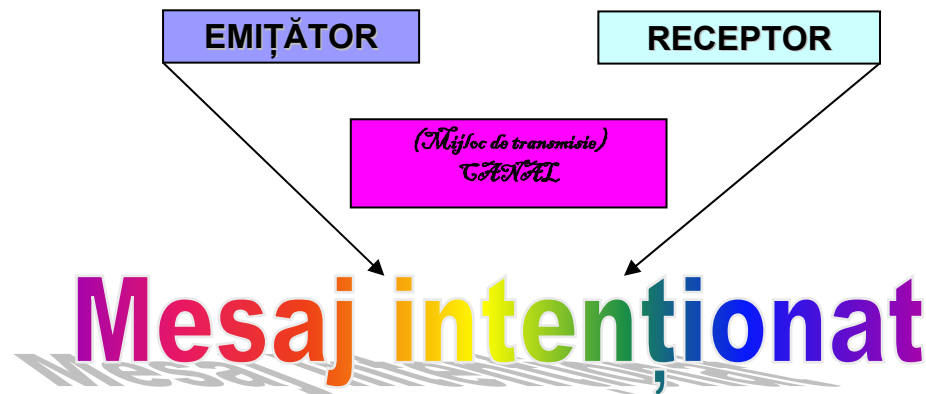 EMIȚĂTOR
RECEPTOR
(Mijloc de transmisie)
CANAL
Mesaj intenționat